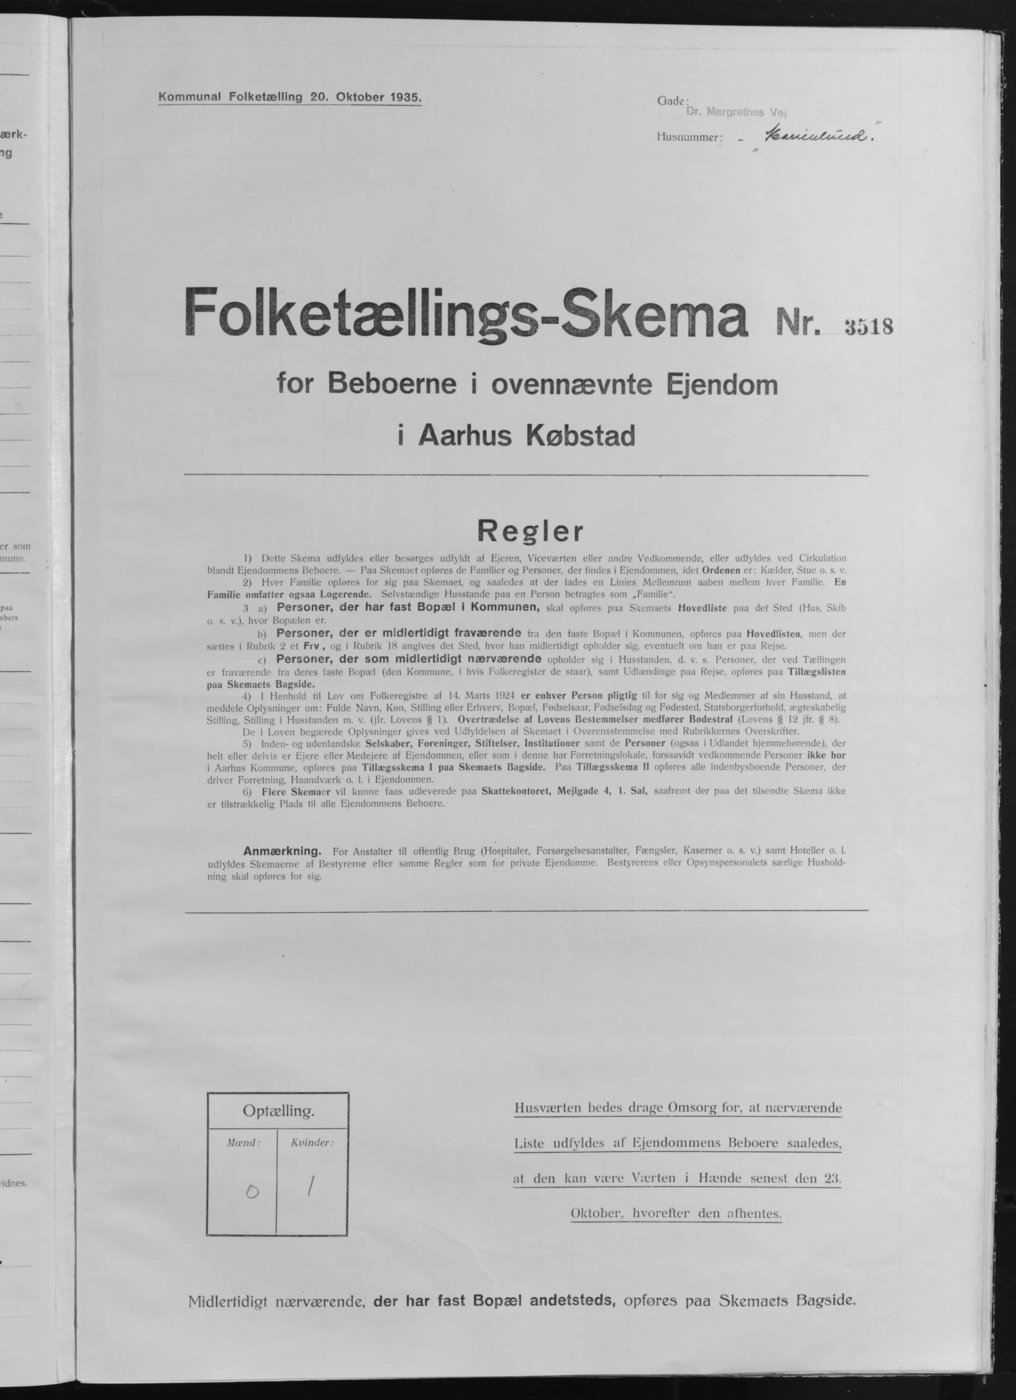 Kommunal Folketælling 20. Oktober 1935.
Gade:
Dr. Margrethes Vej
Husnummer: - „Marienlund."
Folketællings-Skema Nr. 3518
for Beboerne i ovennævnte Ejendom
i Aarhus Købstad
Regler
1) Dette Skema udfyldes eller besørges udfyldt af Ejeren, Viceværten eller andre Vedkommende, eller udfyldes ved Cirkulation
blandt Ejendommens Beboere. — Paa Skemaet opføres de Familier og Personer, der findes i Ejendommen, idet Ordenen er: Kælder, Stue o. s. v.
2) Hver Familie opføres for sig paa Skemaet, og saaledes at der lades en Linies Mellemrum aaben mellem hver Familie. En
Familie omfatter ogsaa Logerende. Selvstændige Husstande paa en Person betragtes som „Familie".
3 a) Personer, der har fast Bopæl i Kommunen, skal opføres paa Skemaets Hovedliste paa det Sted (Hus, Skib
o. s. v.), hvor Bopælen er.
b) Personer, der er midlertidigt fraværende fra den faste Bopæl i Kommunen, opføres paa Hovedlisten, men der
sættes i Rubrik 2 et Frv, og i Rubrik 18 angives det Sted, hvor han midlertidigt opholder sig, eventuelt om han er paa Rejse.
c) Personer, der som midlertidigt nærværende opholder sig i Husstanden, d. v. s. Personer, der ved Tællingen
er fraværende fra deres faste Bopæl (den Kommune, i hvis Folkeregister de staar), samt Udlændinge paa Rejse, opføres paa Tillægslisten
paa Skemaets Bagside.
4) I Henhold til Lov om Folkeregistre af 14. Marts 1924 er enhver Person pligtig til for sig og Medlemmer af sin Husstand, at
meddele Oplysninger om: Fulde Navn, Køn, Stilling eller Erhverv, Bopæl, Fødselsaar, Fødselsdag og Fødested, Statsborgerforhold, ægteskabelig
Stilling, Stilling i Husstanden m. v. (jfr. Lovens § 1). Overtrædelse af Lovens Bestemmelser medfører Bødestraf (Lovens § 12 jfr. § 8).
De i Loven begærede Oplysninger gives ved Udfyldelsen af Skemaet i Overensstemmelse med Rubrikkernes Overskrifter.
5) Inden- og udenlandske Selskaber, Foreninger, Stiftelser, Institutioner samt de Personer (ogsaa i Udlandet hjemmehørende), der
helt eller delvis er Ejere eller Medejere af Ejendommen, eller som i denne har Forretningslokale, forsaavidt vedkommende Personer ikke bor
i Aarhus Kommune, opføres paa Tillægsskema I paa Skemaets Bagside. Paa Tillægsskema II opføres alle indenbysboende Personer, der
driver Forretning, Haandværk o. l. i Ejendommen.
6) Flere Skemaer vil kunne faas udleverede paa Skattekontoret, Mejlgade 4, 1. Sal, saafremt der paa det tilsendte Skema ikke
er tilstrækkelig Plads til alle Ejendommens Beboere.
Anmærkning. For Anstalter til offentlig Brug (Hospitaler, Forsørgelsesanstalter, Fængsler, Kaserner o. s. v.) samt Hoteller o. l.
udfyldes Skemaerne af Bestyrerne efter samme Regler som for private Ejendomme. Bestyrerens eller Opsynspersonalets særlige Hushold-
ning skal opføres for sig.
Optælling.
Mænd: Kvinder:
0 1
Husværten bedes drage Omsorg for, at nærværende
Liste udfyldes af Ejendommens Beboere saaledes,
at den kan være Værten i Hænde senest den 23.
Oktober, hvorefter den afhentes.
Midlertidigt nærværende, der har fast Bopæl andetsteds, opføres paa Skemaets Bagside.